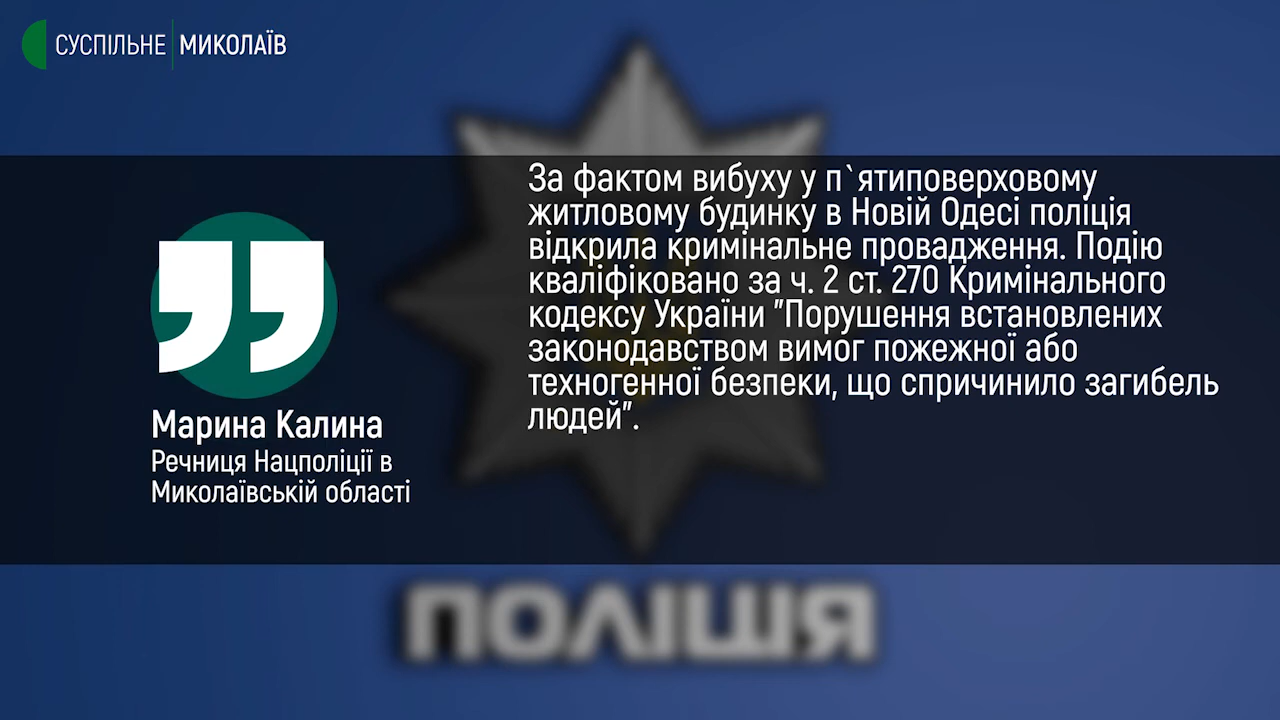 СУСПІЛЬНЕ МИКОЛАЇВ
За фактом вибуху у п`ятиповерховому
житловому будинку в Новій Одесі поліція
відкрила кримінальне провадження. Подію
кваліфіковано за ч. 2 ст. 270 Кримінального
кодексу України "Порушення встановлених
законодавством вимог пожежної або
техногенної безпеки, що спричинило загибель
людей".
Марина Калина
Речниця Нацполіції в
Миколаївській області
ПОЛІЦІЯ